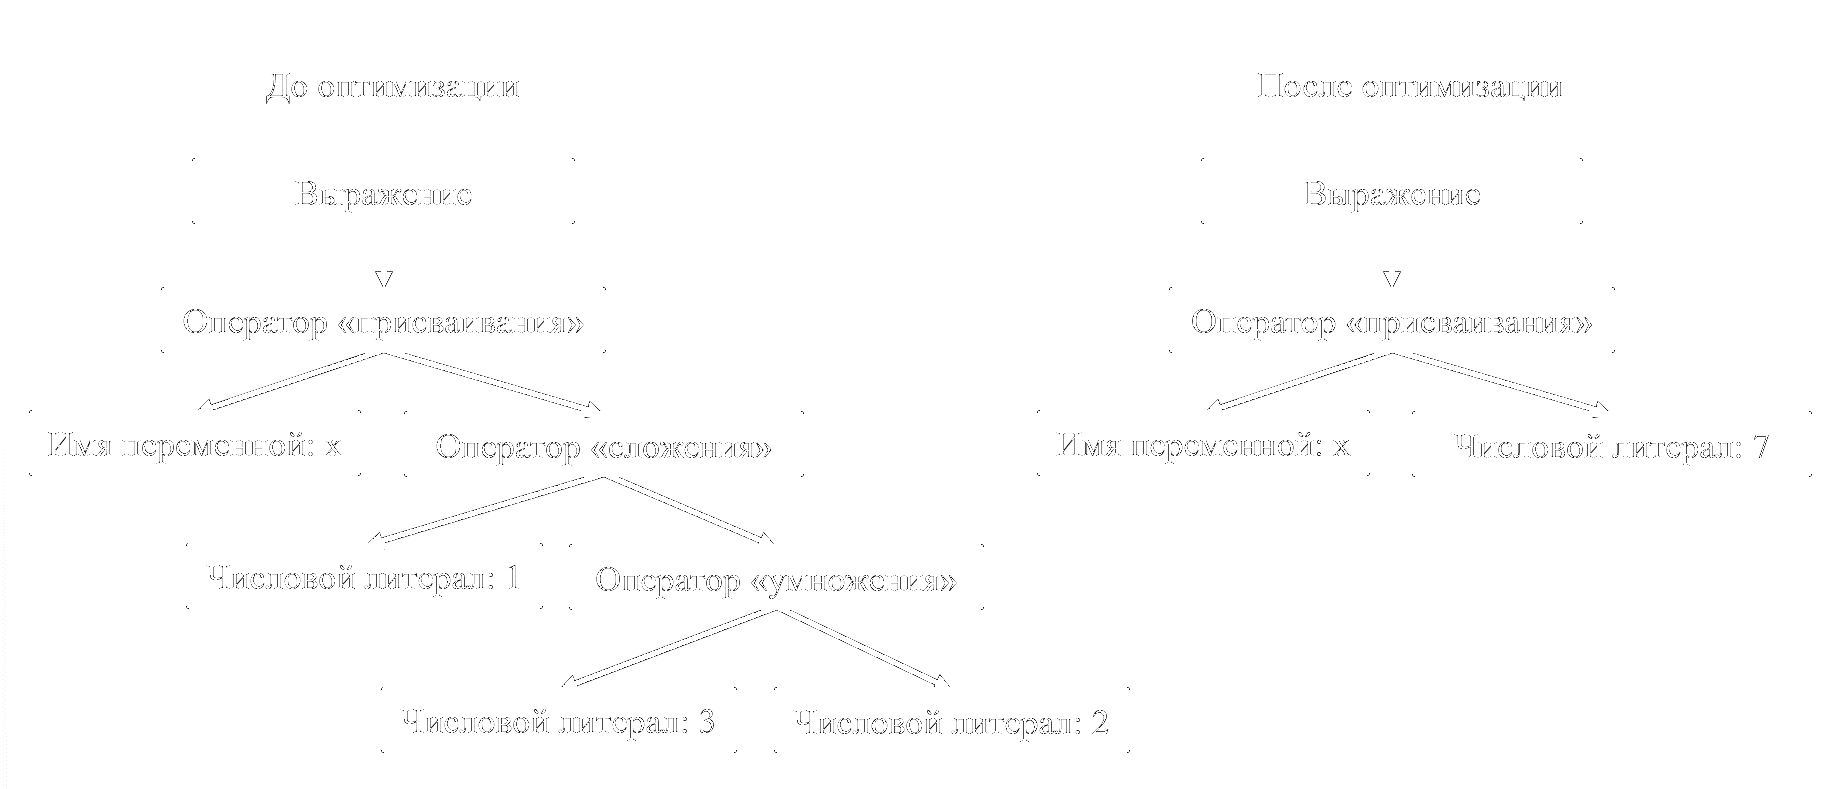 До оптимизации
После оптимизации
Выражение
Выражение
Оператор «присваивания»
Оператор «присваивания»
Имя переменной: x
Оператор «сложения»
Имя переменной: x
Числовой литерал: 7
Числовой литерал: 1
Оператор «умножения»
Числовой литерал: 3
Числовой литерал: 2